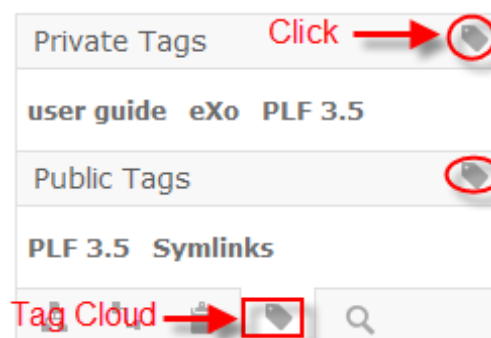 Private Tags Click
user guide eXo PLF 3.5
Public Tags
PLF 3.5 Symlinks
Tag Cloud